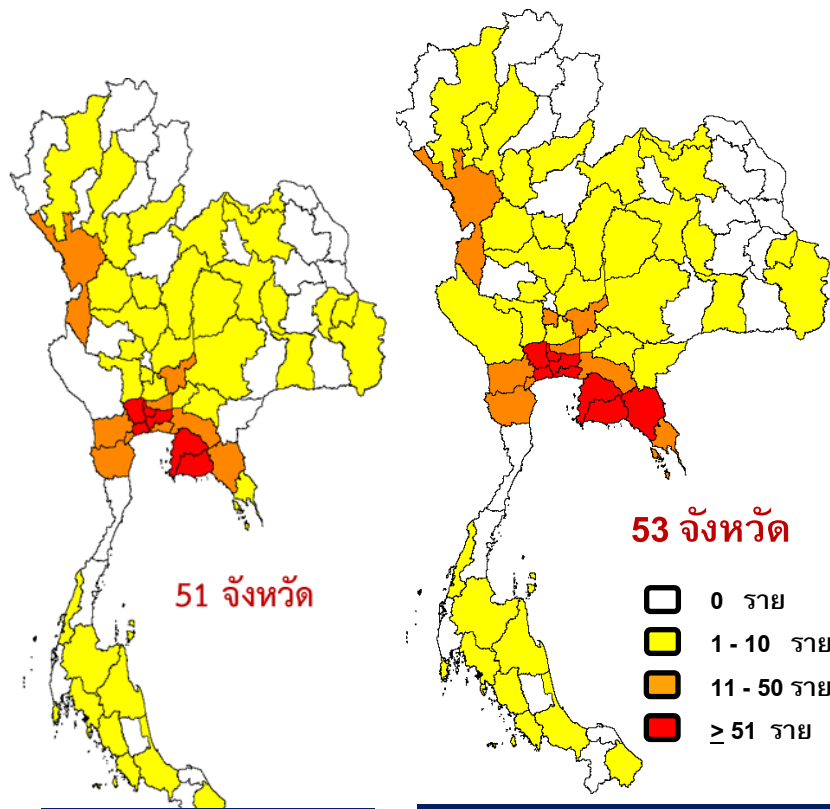 51 จังหวัด
53 จังหวัด
0 ราย
1 - 10 ราย
11 - 50 ราย
≥ 51 ราย